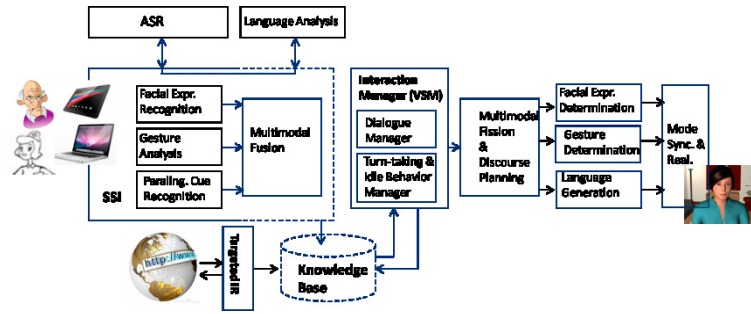 ASR
Language Analysis
Facial Expr.
Recognition
Gesture
Analysis
Paraling. Cue
Recognition
SSI
Multimodal
Fusion
Interaction
Manager (VSM)
Dialogue
Manager
Turn-taking &
Idle Behavior
Manager
Multimodal
Fission
&
Discourse
Planning
Facial Expr.
Determination
Gesture
Determination
Language
Generation
Mode
Sync. &
Real.
http://www.
Targeted IR
Knowledge
Base